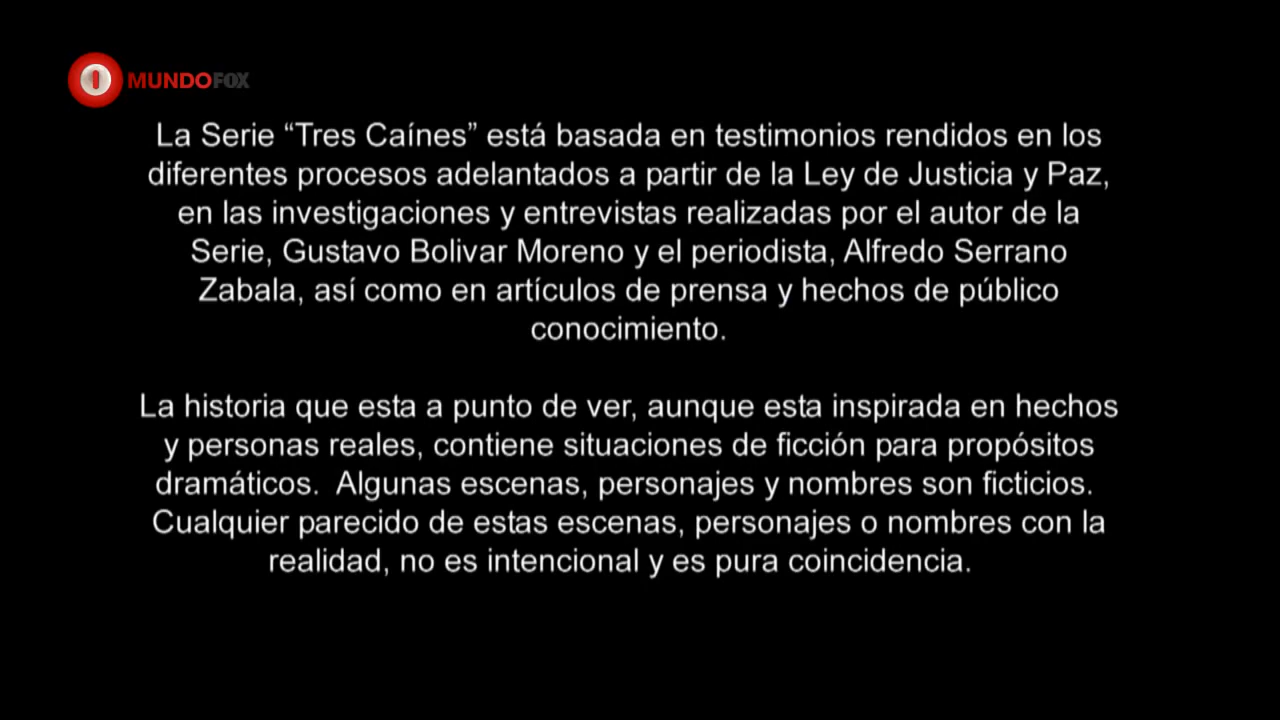 MUNDOFOX
La Serie “Tres Caínes” está basada en testimonios rendidos en los
diferentes procesos adelantados a partir de la Ley de Justicia y Paz,
en las investigaciones y entrevistas realizadas por el autor de la
Serie, Gustavo Bolivar Moreno y el periodista, Alfredo Serrano
Zabala, así como en artículos de prensa y hechos de público
conocimiento.
La historia que esta a punto de ver, aunque esta inspirada en hechos
y personas reales, contiene situaciones de ficción para propósitos
dramáticos.  Algunas escenas, personajes y nombres son ficticios.
Cualquier parecido de estas escenas, personajes o nombres con la
realidad, no es intencional y es pura coincidencia.